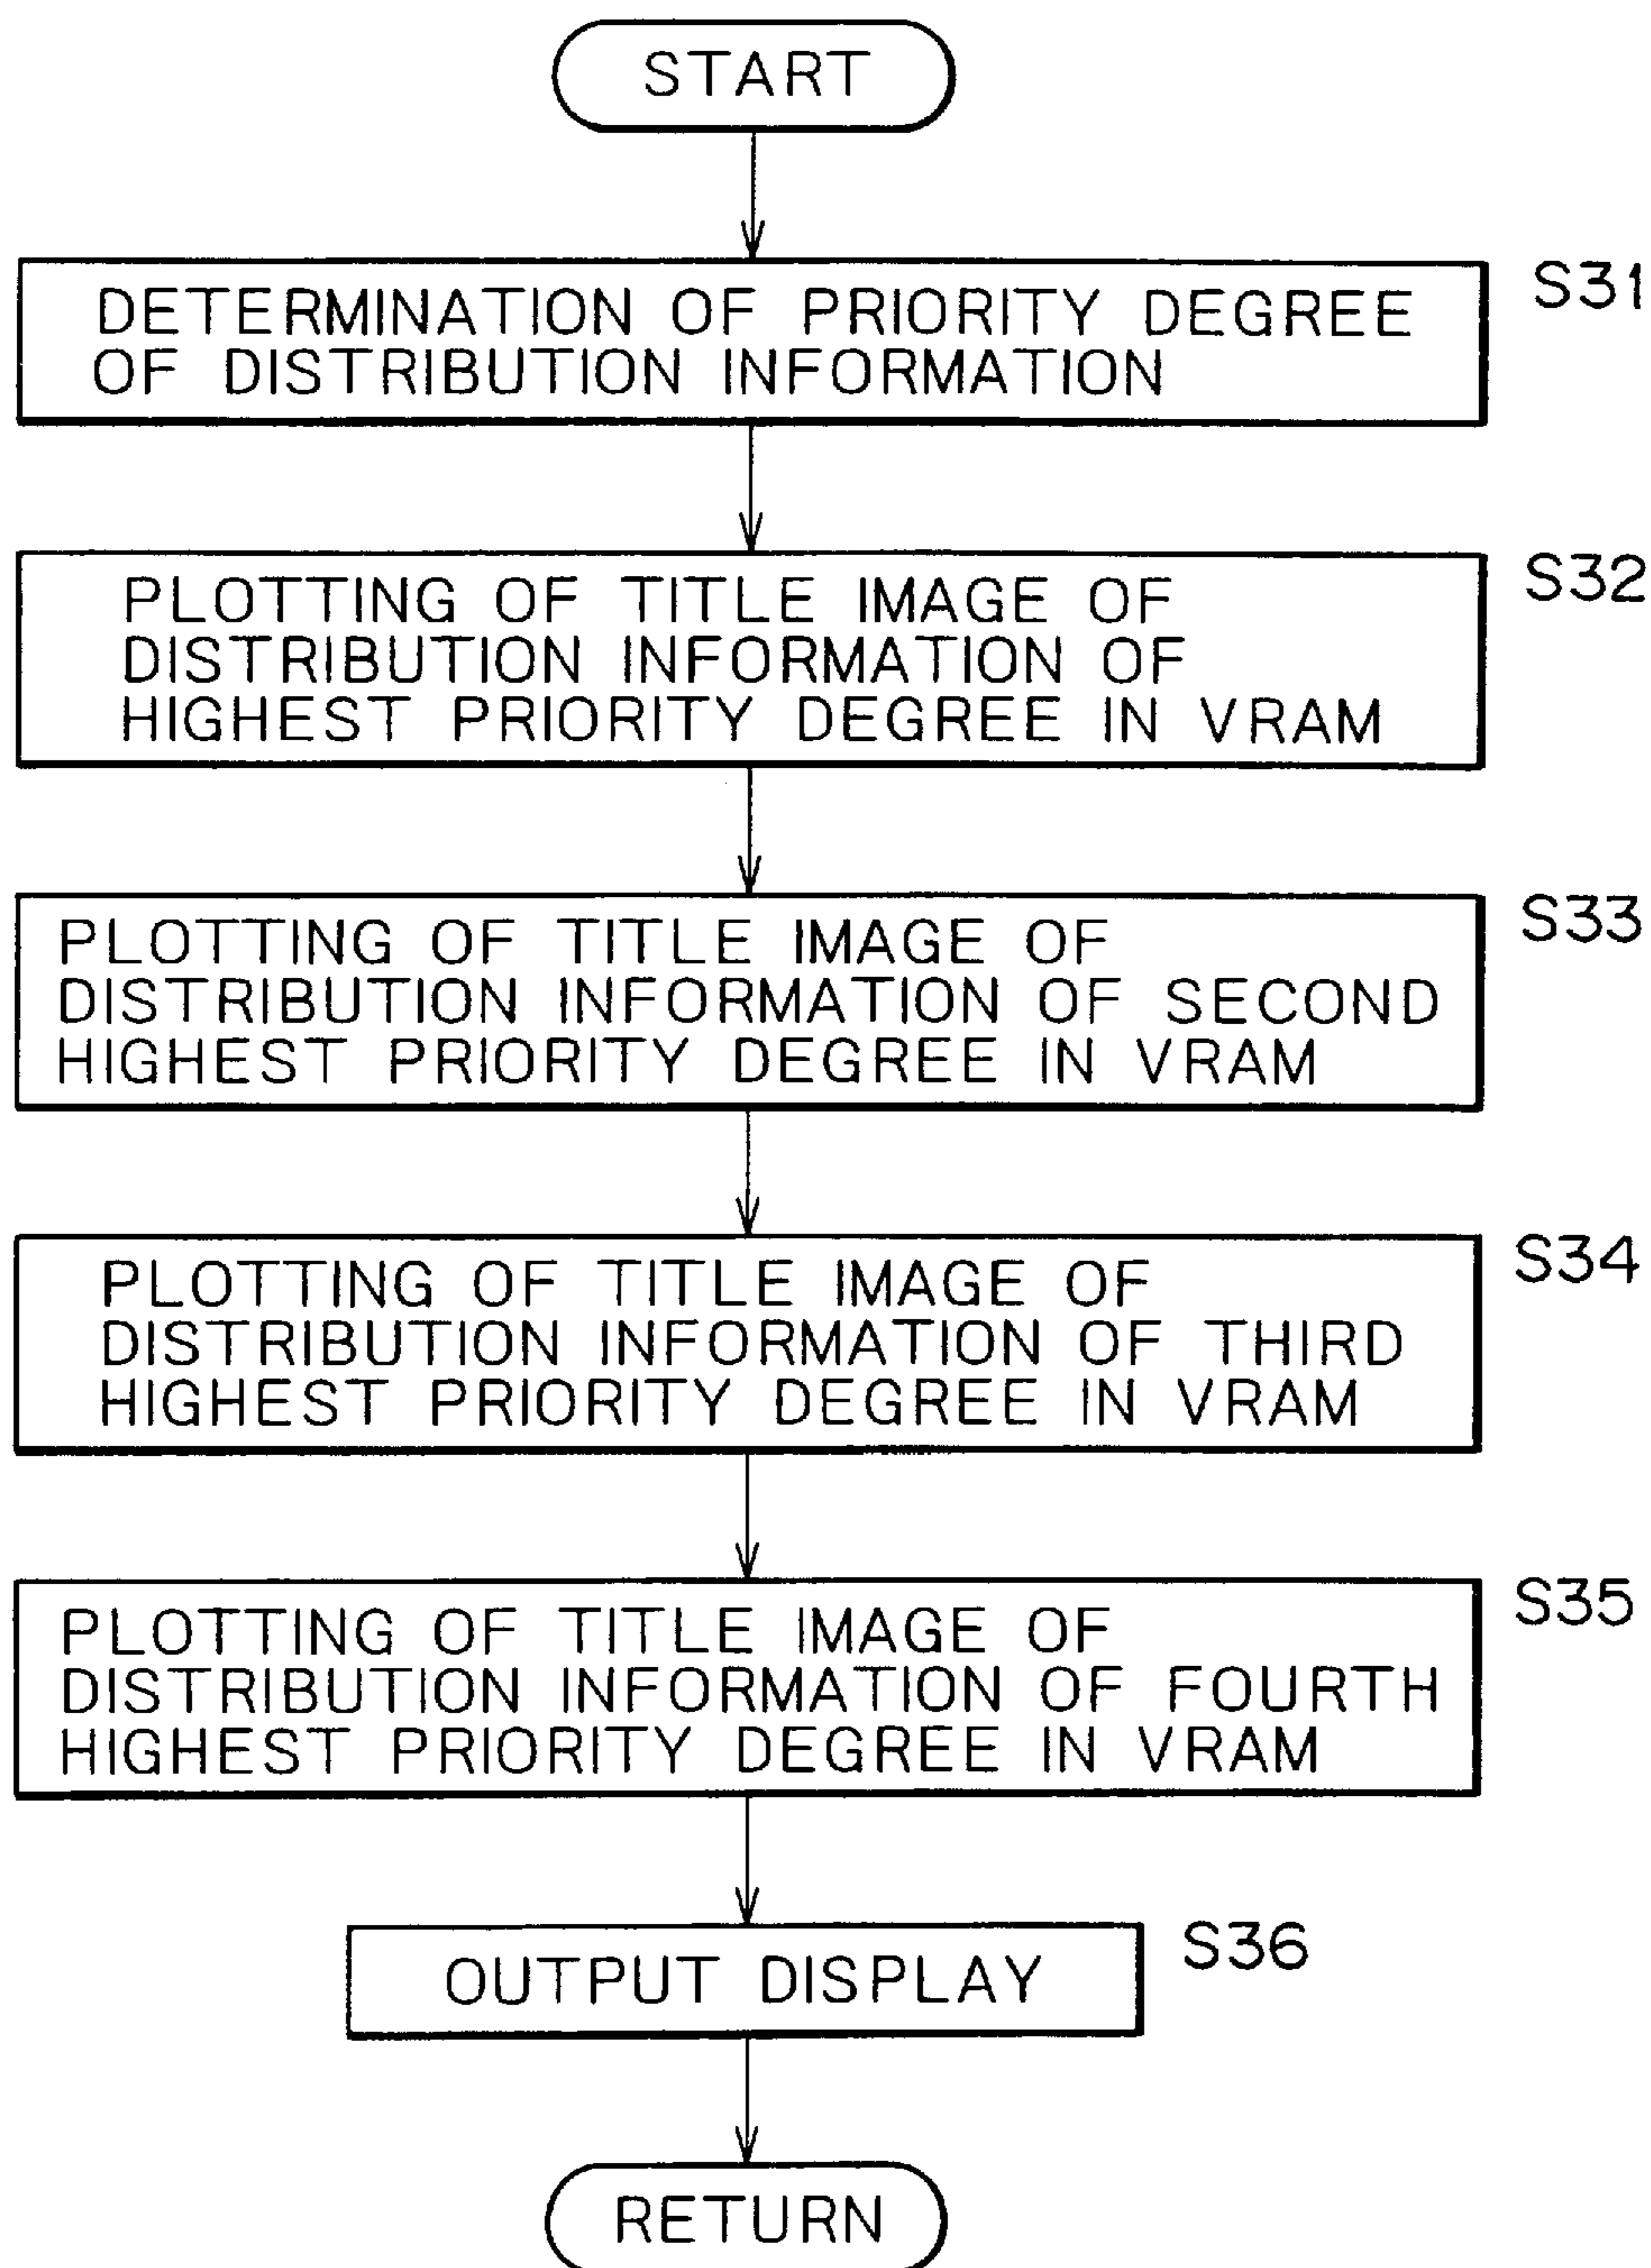 START
DETERMINATION OF PRIORITY DEGREE
OF DISTRIBUTION INFORMATION
S31
PLOTTING OF TITLE IMAGE OF
DISTRIBUTION INFORMATION OF
HIGHEST PRIORITY DEGREE IN VRAM
S32
PLOTTING OF TITLE IMAGE OF
DISTRIBUTION INFORMATION OF SECOND
HIGHEST PRIORITY DEGREE IN VRAM
S33
PLOTTING OF TITLE IMAGE OF
DISTRIBUTION INFORMATION OF THIRD
HIGHEST PRIORITY DEGREE IN VRAM
S34
PLOTTING OF TITLE IMAGE OF
DISTRIBUTION INFORMATION OF FOURTH
HIGHEST PRIORITY DEGREE IN VRAM
S35
OUTPUT DISPLAY
S36
RETURN